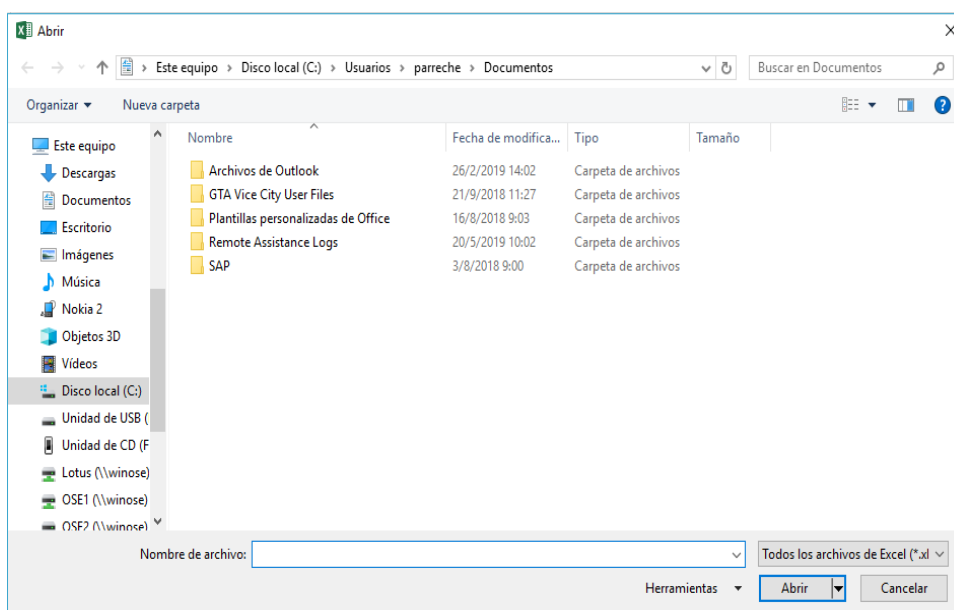 Abrir
Este equipo > Disco local (C:) > Usuarios > parreche > Documentos
Buscar en Documentos
Organizar
Nueva carpeta
Este equipo
Descargas
Documentos
Escritorio
Imágenes
Música
Nokia 2
Objetos 3D
Vídeos
Disco local (C:)
Unidad de USB (
Unidad de CD (F
Lotus (\\winose)
OSE1 (\\winose)
OSE2 (\\winose)
Nombre Fecha de modifica... Tipo Tamaño
Archivos de Outlook 26/2/2019 14:02 Carpeta de archivos
GTA Vice City User Files 21/9/2018 11:27 Carpeta de archivos
Plantillas personalizadas de Office 16/8/2018 9:03 Carpeta de archivos
Remote Assistance Logs 20/5/2019 10:02 Carpeta de archivos
SAP 3/8/2018 9:00 Carpeta de archivos
Nombre de archivo:
Todos los archivos de Excel (*.xl
Herramientas
Abrir
Cancelar